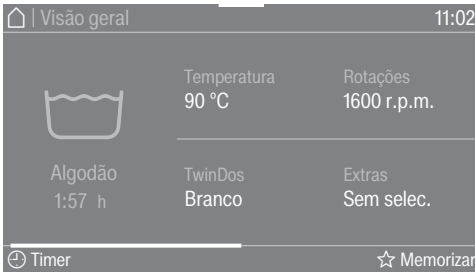 | Visão geral 11:02
Temperatura Rotações
90 °C 1600 r.p.m.
Algodão TwinDos Extras
1:57 h Branco Sem selec.
Timer Memorizar